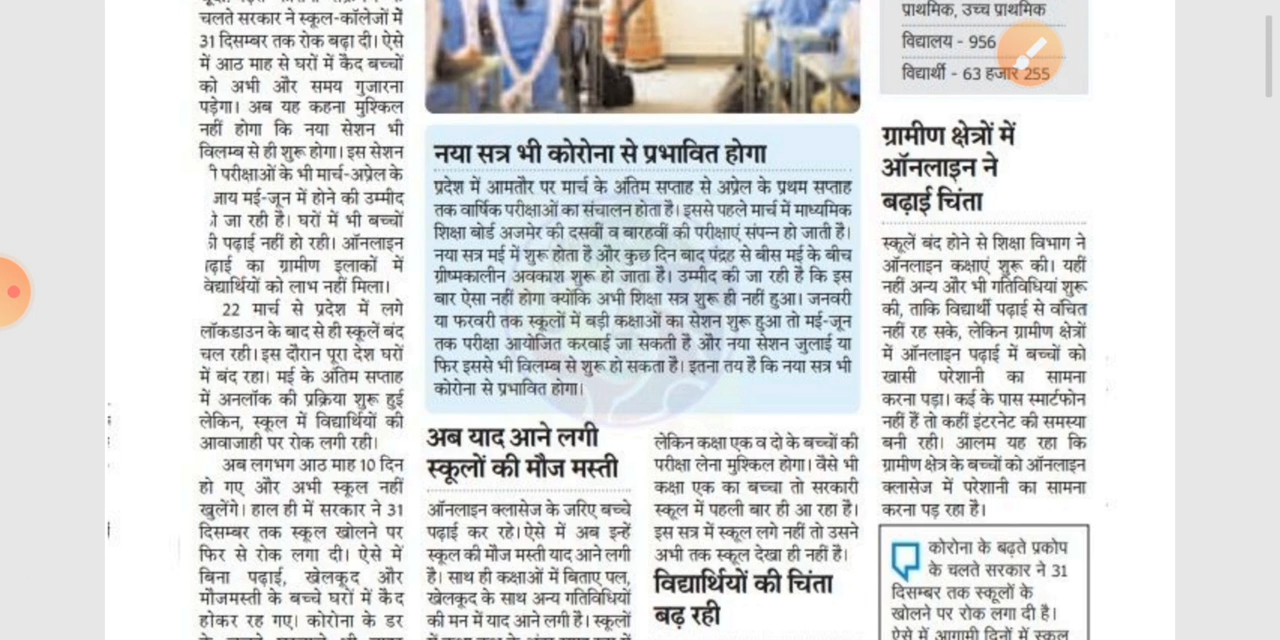 चलते सरकार ने स्कूल-कॉलेजों में
31 दिसम्बर तक रोक बढ़ा दी। ऐसे
में आठ माह से घरों में कैद बच्चों
को अभी और समय गुजारना
पड़ेगा। अब यह कहना मुश्किल
नहीं होगा कि नया सेशन भी
विलम्ब से ही शुरू होगा। इस सेशन
परीक्षाओं के भी मार्च-अप्रेल के
जाय मई-जून में होने की उम्मीद
जा रही है। घरों में भी बच्चों
पढ़ाई नहीं हो रही। ऑनलाइन
ढ़ाई का ग्रामीण इलाकों में
विद्यार्थियों को लाभ नहीं मिला।
22 मार्च से प्रदेश में लगे
लॉकडाउन के बाद से ही स्कूलें बंद
चल रही। इस दौरान पूरा देश घरों
में बंद रहा। मई के अंतिम सप्ताह
में अनलॉक की प्रक्रिया शुरू हुई
लेकिन, स्कूल में विद्यार्थियों की
आवाजाही पर रोक लगी रही।
अब लगभग आठ माह 10 दिन
हो गए और अभी स्कूल नहीं
खुलेंगे। हाल ही में सरकार ने 31
दिसम्बर तक स्कूल खोलने पर
फिर से रोक लगा दी। ऐसे में
बिना पढ़ाई, खेलकूद और
मौजमस्ती के बच्चे घरों में कैद
होकर रह गए। कोरोना के डर
नया सत्र भी कोरोना से प्रभावित होगा
प्रदेश में आमतौर पर मार्च के अंतिम सप्ताह से अप्रेल के प्रथम सप्ताह
तक वार्षिक परीक्षाओं का संचालन होता है। इससे पहले मार्च में माध्यमिक
शिक्षा बोर्ड अजमेर की दसवीं व बारहवीं की परीक्षाएं संपन्न हो जाती है।
नया सत्र मई में शुरू होता है और कुछ दिन बाद पंद्रह से बीस मई के बीच
ग्रीष्मकालीन अवकाश शुरू हो जाता है। उम्मीद की जा रही है कि इस
बार ऐसा नहीं होगा क्योंकि अभी शिक्षा सत्र शुरू ही नहीं हुआ। जनवरी
या फरवरी तक स्कूलों में बड़ी कक्षाओं का सेशन शुरू हुआ तो मई-जून
तक परीक्षा आयोजित करवाई जा सकती है और नया सेशन जुलाई या
फिर इससे भी विलम्ब से शुरू हो सकता है। इतना तय है कि नया सत्र भी
कोरोना से प्रभावित होगा।
अब याद आने लगी
स्कूलों की मौज मस्ती
ऑनलाइन क्लासेज के जरिए बच्चे
पढ़ाई कर रहे। ऐसे में अब इन्हें
स्कूल की मौज मस्ती याद आने लगी
है। साथ ही कक्षाओं में बिताए पल,
खेलकूद के साथ अन्य गतिविधियों
की मन में याद आने लगी है। स्कूलों
लेकिन कक्षा एक व दो के बच्चों की
परीक्षा लेना मुश्किल होगा। वैसे भी
कक्षा एक का बच्चा तो सरकारी
स्कूल में पहली बार ही आ रहा है।
इस सत्र में स्कूल लगे नहीं तो उसने
अभी तक स्कूल देखा ही नहीं है।
विद्यार्थियों की चिंता
बढ़ रही
प्राथमिक, उच्च प्राथमिक
विद्यालय - 956
विद्यार्थी - 63 हजार 255
ग्रामीण क्षेत्रों में
ऑनलाइन ने
बढ़ाई चिंता
स्कूलें बंद होने से शिक्षा विभाग ने
ऑनलाइन कक्षाएं शुरू की। यहीं
नहीं अन्य और भी गतिविधियां शुरू
की, ताकि विद्यार्थी पढ़ाई से वंचित
नहीं रह सके, लेकिन ग्रामीण क्षेत्रों
में ऑनलाइन पढ़ाई में बच्चों को
खासी परेशानी का सामना
करना पड़ा। कई के पास स्मार्टफोन
नहीं हैं तो कहीं इंटरनेट की समस्या
बनी रही। आलम यह रहा कि
ग्रामीण क्षेत्र के बच्चों को ऑनलाइन
क्लासेज में परेशानी का सामना
करना पड़ रहा है।
कोरोना के बढ़ते प्रकोप
के चलते सरकार ने 31
दिसम्बर तक स्कूलों के
खोलने पर रोक लगा दी है।
ऐसे में आगामी दिनों में स्कूल